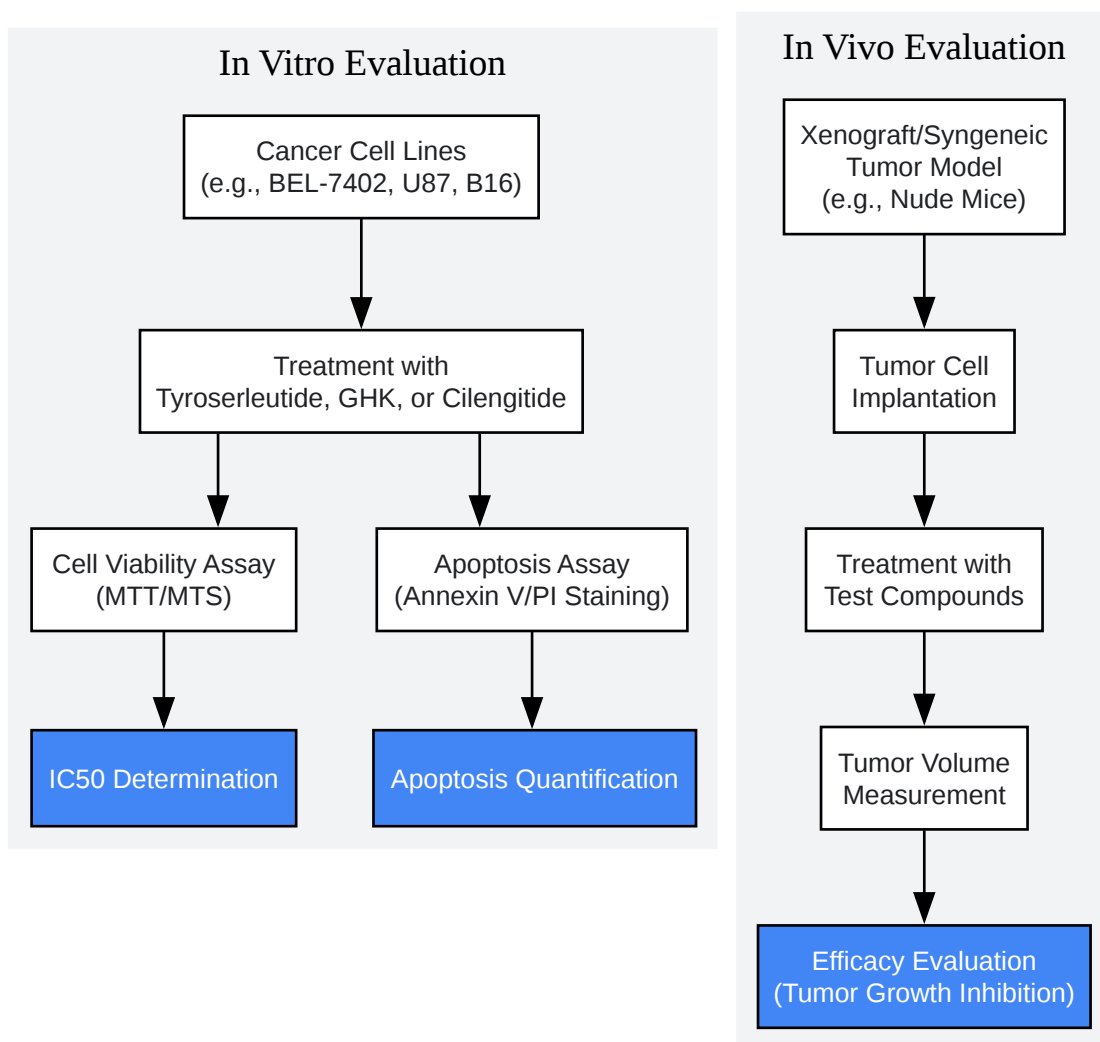 In Vitro Evaluation
Cancer Cell Lines
(e.g., BEL-7402, U87, B16)
Treatment with
Tyroserleutide, GHK, or Cilengitide
Cell Viability Assay
(MTT/MTS)
Apoptosis Assay
(Annexin V/PI Staining)
IC50 Determination
Apoptosis Quantification
In Vivo Evaluation
Xenograft/Syngeneic
Tumor Model
(e.g., Nude Mice)
Tumor Cell
Implantation
Treatment with
Test Compounds
Tumor Volume
Measurement
Efficacy Evaluation
(Tumor Growth Inhibition)